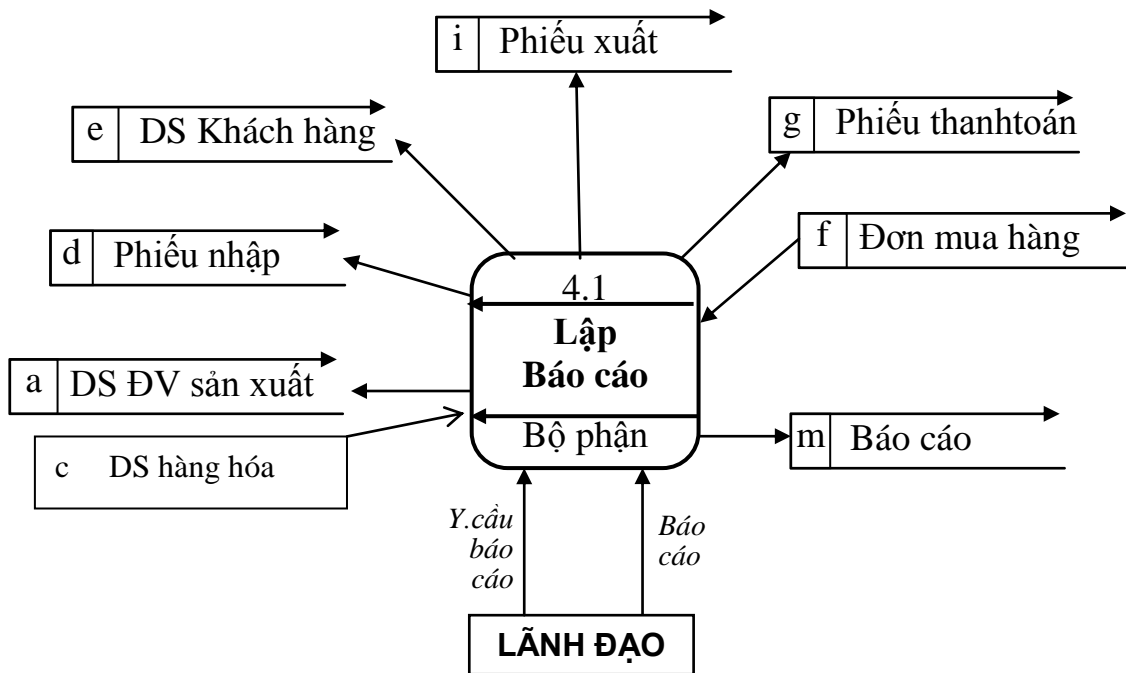 i Phiếu xuất
e DS Khách hàng
g Phiếu thanhtoán
d Phiếu nhập
f Đơn mua hàng
4.1
Lập
Báo cáo
a DS ĐV sản xuất
Bộ phận
m Báo cáo
c DS hàng hóa
Y.cầu
báo
cáo
Báo
cáo
LÃNH ĐẠO